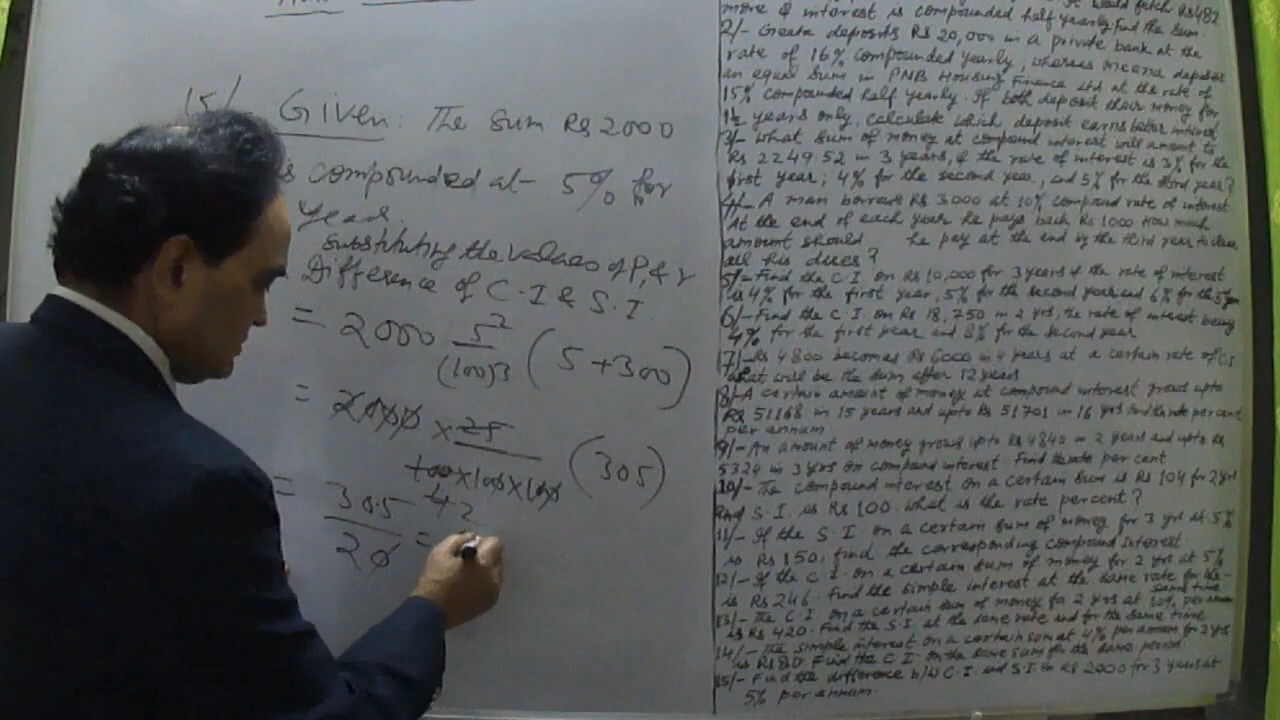 15/ Given: The Sum Rs 2000
is compounded at 5% for
years.
substituting the values of P, & r
Difference of C.I & S.I
= 2000 5²/(100)3 (5+300)
= 2000 × 25/100×100×100 (305)
4 2
= 305/20 =
more if interest is compounded half yearly find the sum.
2/- Geeta deposits Rs 20,000 in a private bank at the
rate of 16% compounded yearly, whereas meena deposits
an equal sum in PNB Housing Finance Ltd at the rate of
15% compounded half yearly. If both deposit their money for
1½ years only, calculate which deposit earns better interest
3/- What sum of money at compound interest will amount to
Rs 2249.52 in 3 years, if the rate of interest is 3% for the
first year, 4% for the second year, and 5% for the third year?
4/- A man borrows Rs 3000 at 10% compound rate of interest
At the end of each year he pays back Rs 1000 How much
amount should he pay at the end of the third year to clear
all his dues?
5/- Find the C.I on Rs 10,000 for 3 years if the rate of interest
is 4% for the first year, 5% for the second year and 6% for the 3rd year
6/- Find the C.I. on Rs 18,750 in 2 yrs, the rate of interest being
4% for the first year and 8% for the second year
7/- Rs 4800 becomes Rs 6000 in 4 years at a certain rate of C.I
what will be the sum after 12 years
8/- A certain amount of money at compound interest grows upto
Rs 51168 in 15 years and upto Rs 51701 in 16 yrs find rate percent
per annum
9/- An amount of money grows upto Rs 4840 in 2 years and upto Rs
5324 in 3 yrs on compound interest Find the rate per cent
10/- The compound interest on a certain sum is Rs 104 for 2 yrs
and S.I. is Rs 100 what is the rate percent?
11/- If the S.I on a certain sum of money for 3 yrs at 5%
is Rs 150, find the corresponding compound interest
12/- If the C.I. on a certain sum of money for 2 yrs at 5%
is Rs 246. Find the simple interest at the same rate for the
same time
13/- The C.I on a certain sum of money for 2 yrs at 10% per annum
is Rs 420. Find the S.I. at the same rate and for the same time
14/- The simple interest on a certain sum at 4% per annum for 2 yrs
is Rs 80 Find the C.I. on the same sum for the same period
15/- Find the difference b/w C.I. and S.I on Rs 2000 for 3 years at
5% per annum.